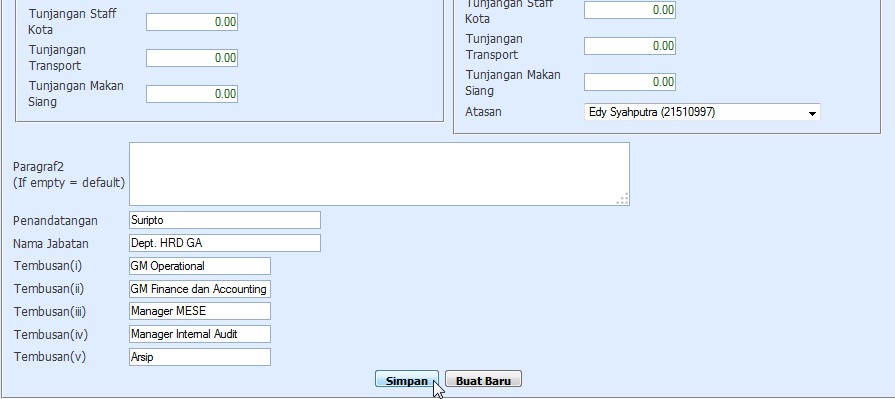 Tunjangan Staff
Kota
0.00
Tunjangan
Transport
0.00
Tunjangan Makan
Siang
0.00
Tunjangan Staff
Kota
0.00
Tunjangan
Transport
0.00
Tunjangan Makan
Siang
0.00
Atasan
Edy Syahputra (21510997)
Paragraf2
(If empty = default)
Penandatangan
Suripto
Nama Jabatan
Dept. HRD GA
Tembusan(i)
GM Operational
Tembusan(ii)
GM Finance dan Accounting
Tembusan(iii)
Manager MESE
Tembusan(iv)
Manager Internal Audit
Tembusan(v)
Arsip
Simpan
Buat Baru